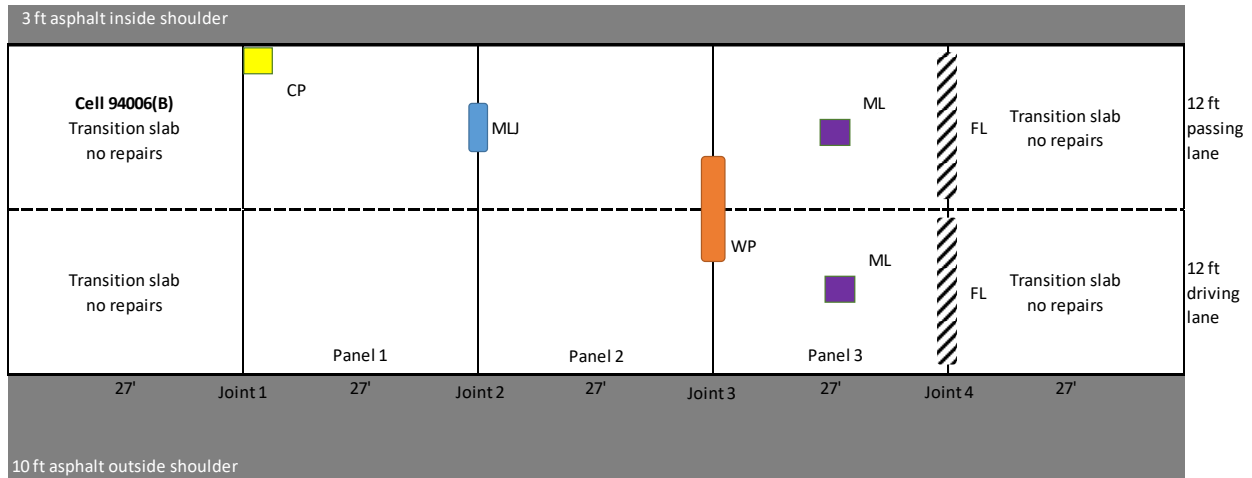 3 ft asphalt inside shoulder
CP
Cell 94006(B)
Transition slab
no repairs
MLJ
ML
FL
Transition slab
no repairs
12 ft
passing
lane
WP
Transition slab
no repairs
ML
FL
Transition slab
no repairs
12 ft
driving
lane
Panel 1
Panel 2
Panel 3
27'
Joint 1
27'
Joint 2
27'
Joint 3
27'
Joint 4
27'
10 ft asphalt outside shoulder